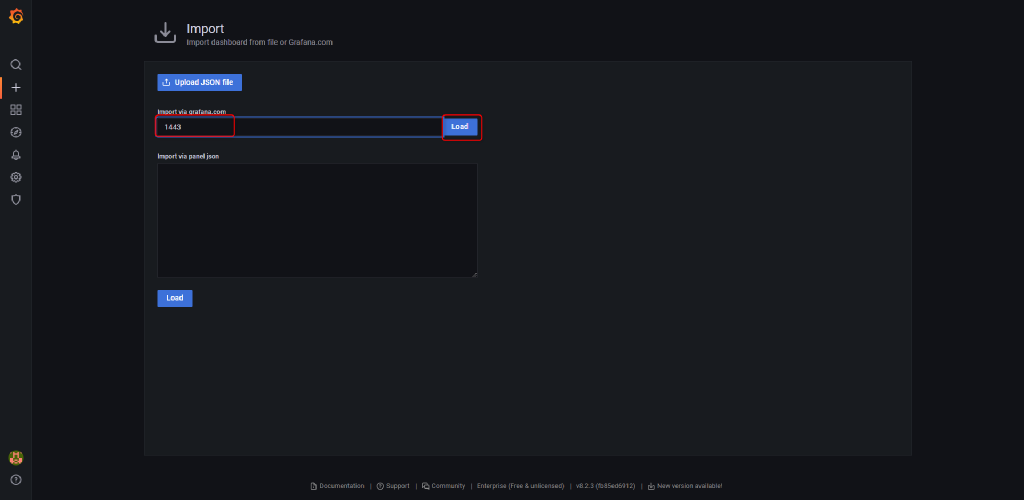 Import
Import dashboard from file or Grafana.com
Upload JSON file
Import via grafana.com
1443
Load
Import via panel json
Load
Documentation | Support | Community | Enterprise (Free & unlicensed) | v8.2.3 (fb85ed6912) | New version available!